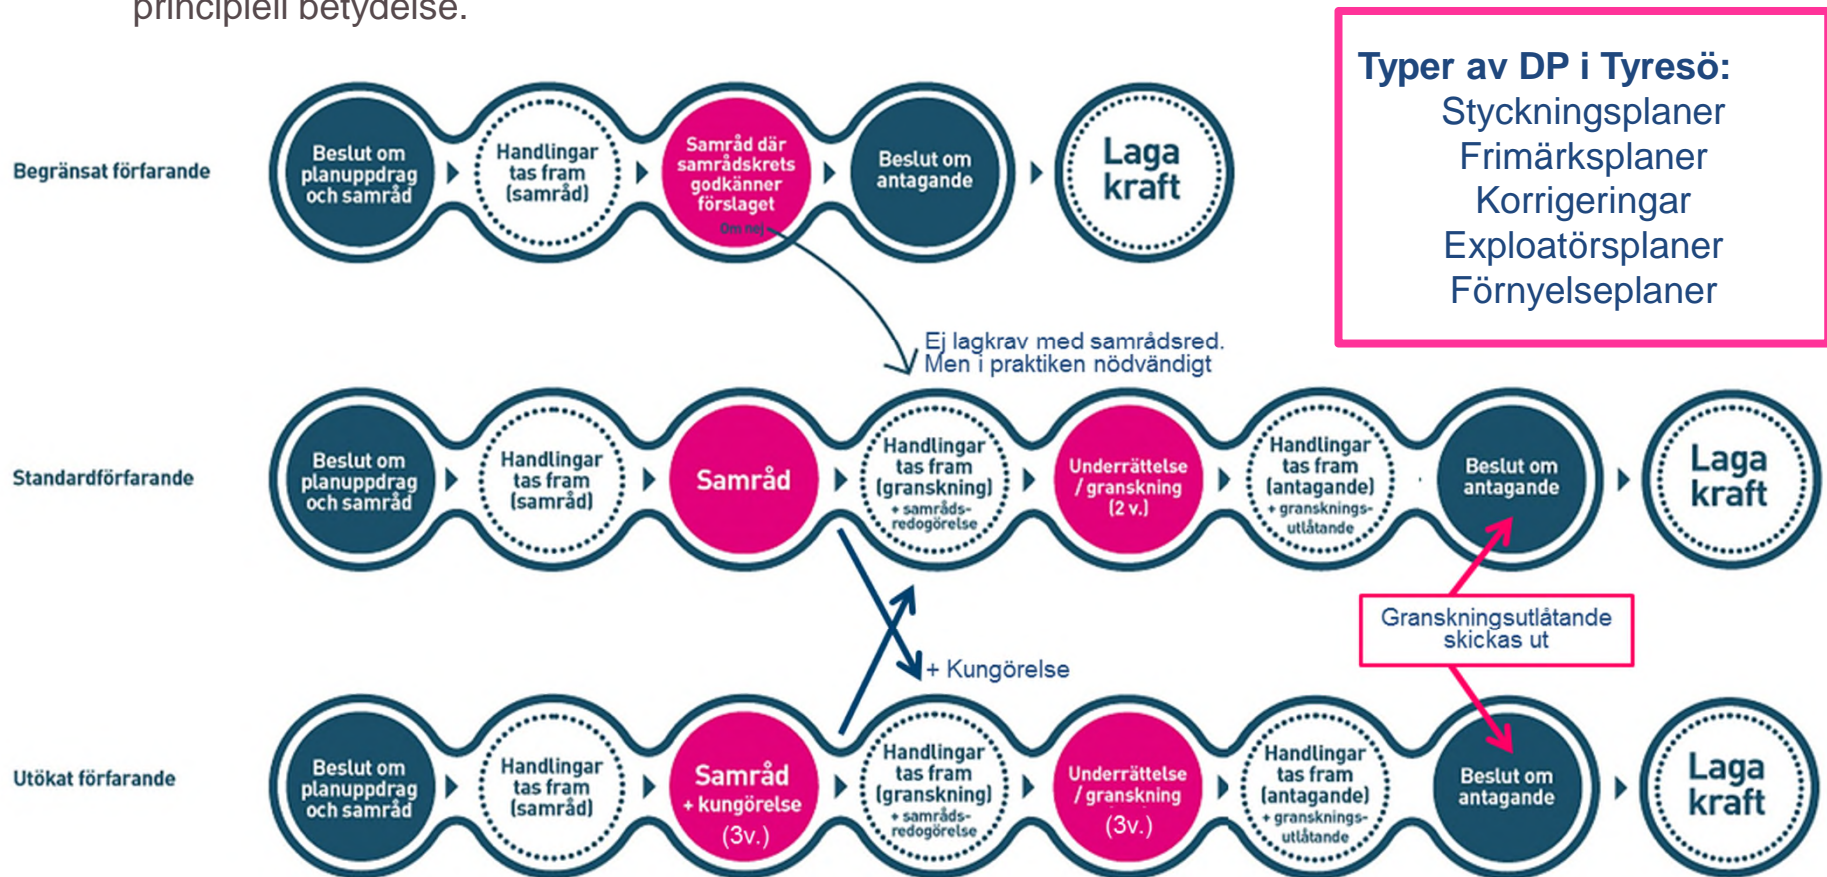 principiell betydelse.
Typer av DP i Tyresö:
Styckningsplaner
Frimärksplaner
Korrigeringar
Exploatörsplaner
Förnyelseplaner
Begränsat förfarande
Beslut om
planuppdrag
och samråd
Handlingar
tas fram
(samråd)
Samråd där
samrådskrets
godkänner
förslaget
Om nej
Beslut om
antagande
Laga
kraft
Ej lagkrav med samrådsred.
Men i praktiken nödvändigt
Standardförfarande
Beslut om
planuppdrag
och samråd
Handlingar
tas fram
(samråd)
Samråd
Handlingar
tas fram
(granskning)
+ samråds-
redogörelse
Underrättelse
/ granskning
(2 v.)
Handlingar
tas fram
(antagande)
+ gransknings-
utlåtande
Beslut om
antagande
Laga
kraft
Granskningsutlåtande
skickas ut
+ Kungörelse
Utökat förfarande
Beslut om
planuppdrag
och samråd
Handlingar
tas fram
(samråd)
Samråd
+ kungörelse
(3v.)
Handlingar
tas fram
(granskning)
+ samråds-
redogörelse
Underrättelse
/ granskning
(3v.)
Handlingar
tas fram
(antagande)
+ gransknings-
utlåtande
Beslut om
antagande
Laga
kraft